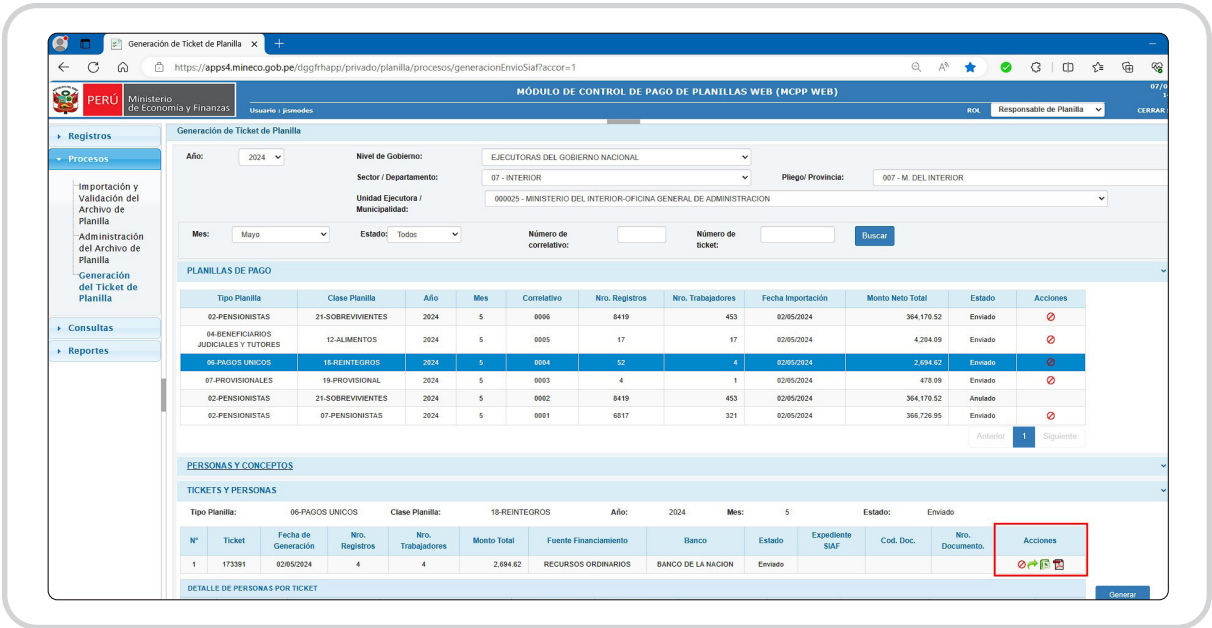 Generación de Ticket de Planilla
https://apps4.mineco.gob.pe/dggfrhapp/privado/planilla/procesos/generacionEnvioSiaf?accor=1
PERÚ Ministerio de Economía y Finanzas
MÓDULO DE CONTROL DE PAGO DE PLANILLAS WEB (MCPP WEB)
07/0
Usuario : jismodes
ROL Responsable de Planilla
CERRAR
Registros
Procesos
Importación y
Validación del
Archivo de
Planilla
Administración
del Archivo de
Planilla
Generación
del Ticket de
Planilla
Consultas
Reportes
Generación de Ticket de Planilla
Año: 2024 Nivel de Gobierno: EJECUTORAS DEL GOBIERNO NACIONAL
Sector / Departamento: 07 - INTERIOR Pliego/ Provincia: 007 - M. DEL INTERIOR
Unidad Ejecutora / Municipalidad: 000025 - MINISTERIO DEL INTERIOR-OFICINA GENERAL DE ADMINISTRACION
Mes: Mayo Estado: Todos Número de correlativo: Número de ticket: Buscar
PLANILLAS DE PAGO
Tipo Planilla Clase Planilla Año Mes Correlativo Nro. Registros Nro. Trabajadores Fecha Importación Monto Neto Total Estado Acciones
02-PENSIONISTAS 21-SOBREVIVIENTES 2024 5 0006 8419 453 02/05/2024 364,170.52 Enviado
04-BENEFICIARIOS JUDICIALES Y TUTORES 12-ALIMENTOS 2024 5 0005 17 17 02/05/2024 4,204.09 Enviado
06-PAGOS UNICOS 18-REINTEGROS 2024 5 0004 52 4 02/05/2024 2,694.62 Enviado
07-PROVISIONALES 19-PROVISIONAL 2024 5 0003 4 1 02/05/2024 478.09 Enviado
02-PENSIONISTAS 21-SOBREVIVIENTES 2024 5 0002 8419 453 02/05/2024 364,170.52 Anulado
02-PENSIONISTAS 07-PENSIONISTAS 2024 5 0001 6817 321 02/05/2024 366,726.95 Enviado
Anterior 1 Siguiente
PERSONAS Y CONCEPTOS
TICKETS Y PERSONAS
Tipo Planilla: 06-PAGOS UNICOS Clase Planilla: 18-REINTEGROS Año: 2024 Mes: 5 Estado: Enviado
N° Ticket Fecha de Generación Nro. Registros Nro. Trabajadores Monto Total Fuente Financiamiento Banco Estado Expediente SIAF Cod. Doc. Nro. Documento. Acciones
1 173391 02/05/2024 4 4 2,694.62 RECURSOS ORDINARIOS BANCO DE LA NACION Enviado
DETALLE DE PERSONAS POR TICKET
Generar